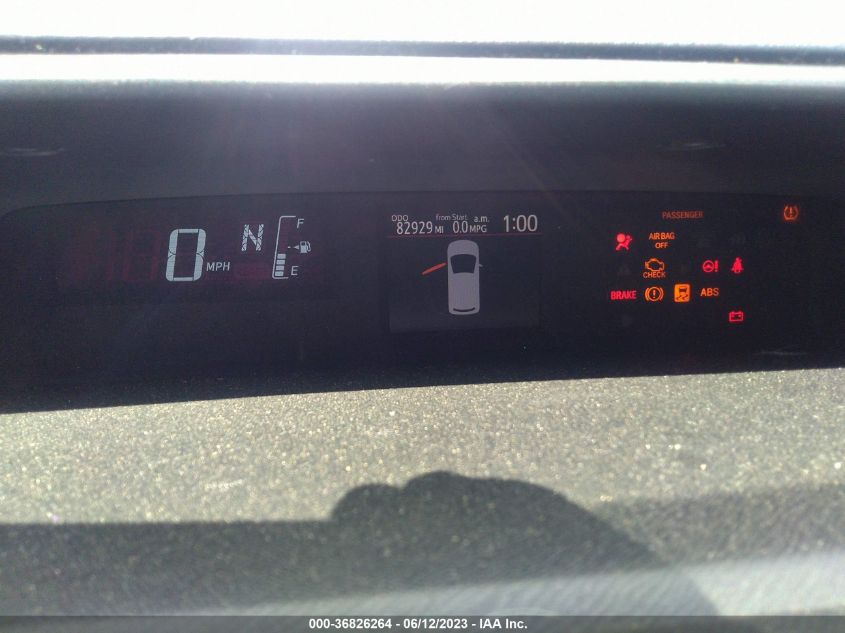 0 MPH
N
F
E
ODO from Start a.m.
82929 MI 0.0 MPG 1:00
PASSENGER
AIR BAG
OFF
CHECK
BRAKE ABS
000-36826264 - 06/12/2023 - IAA Inc.